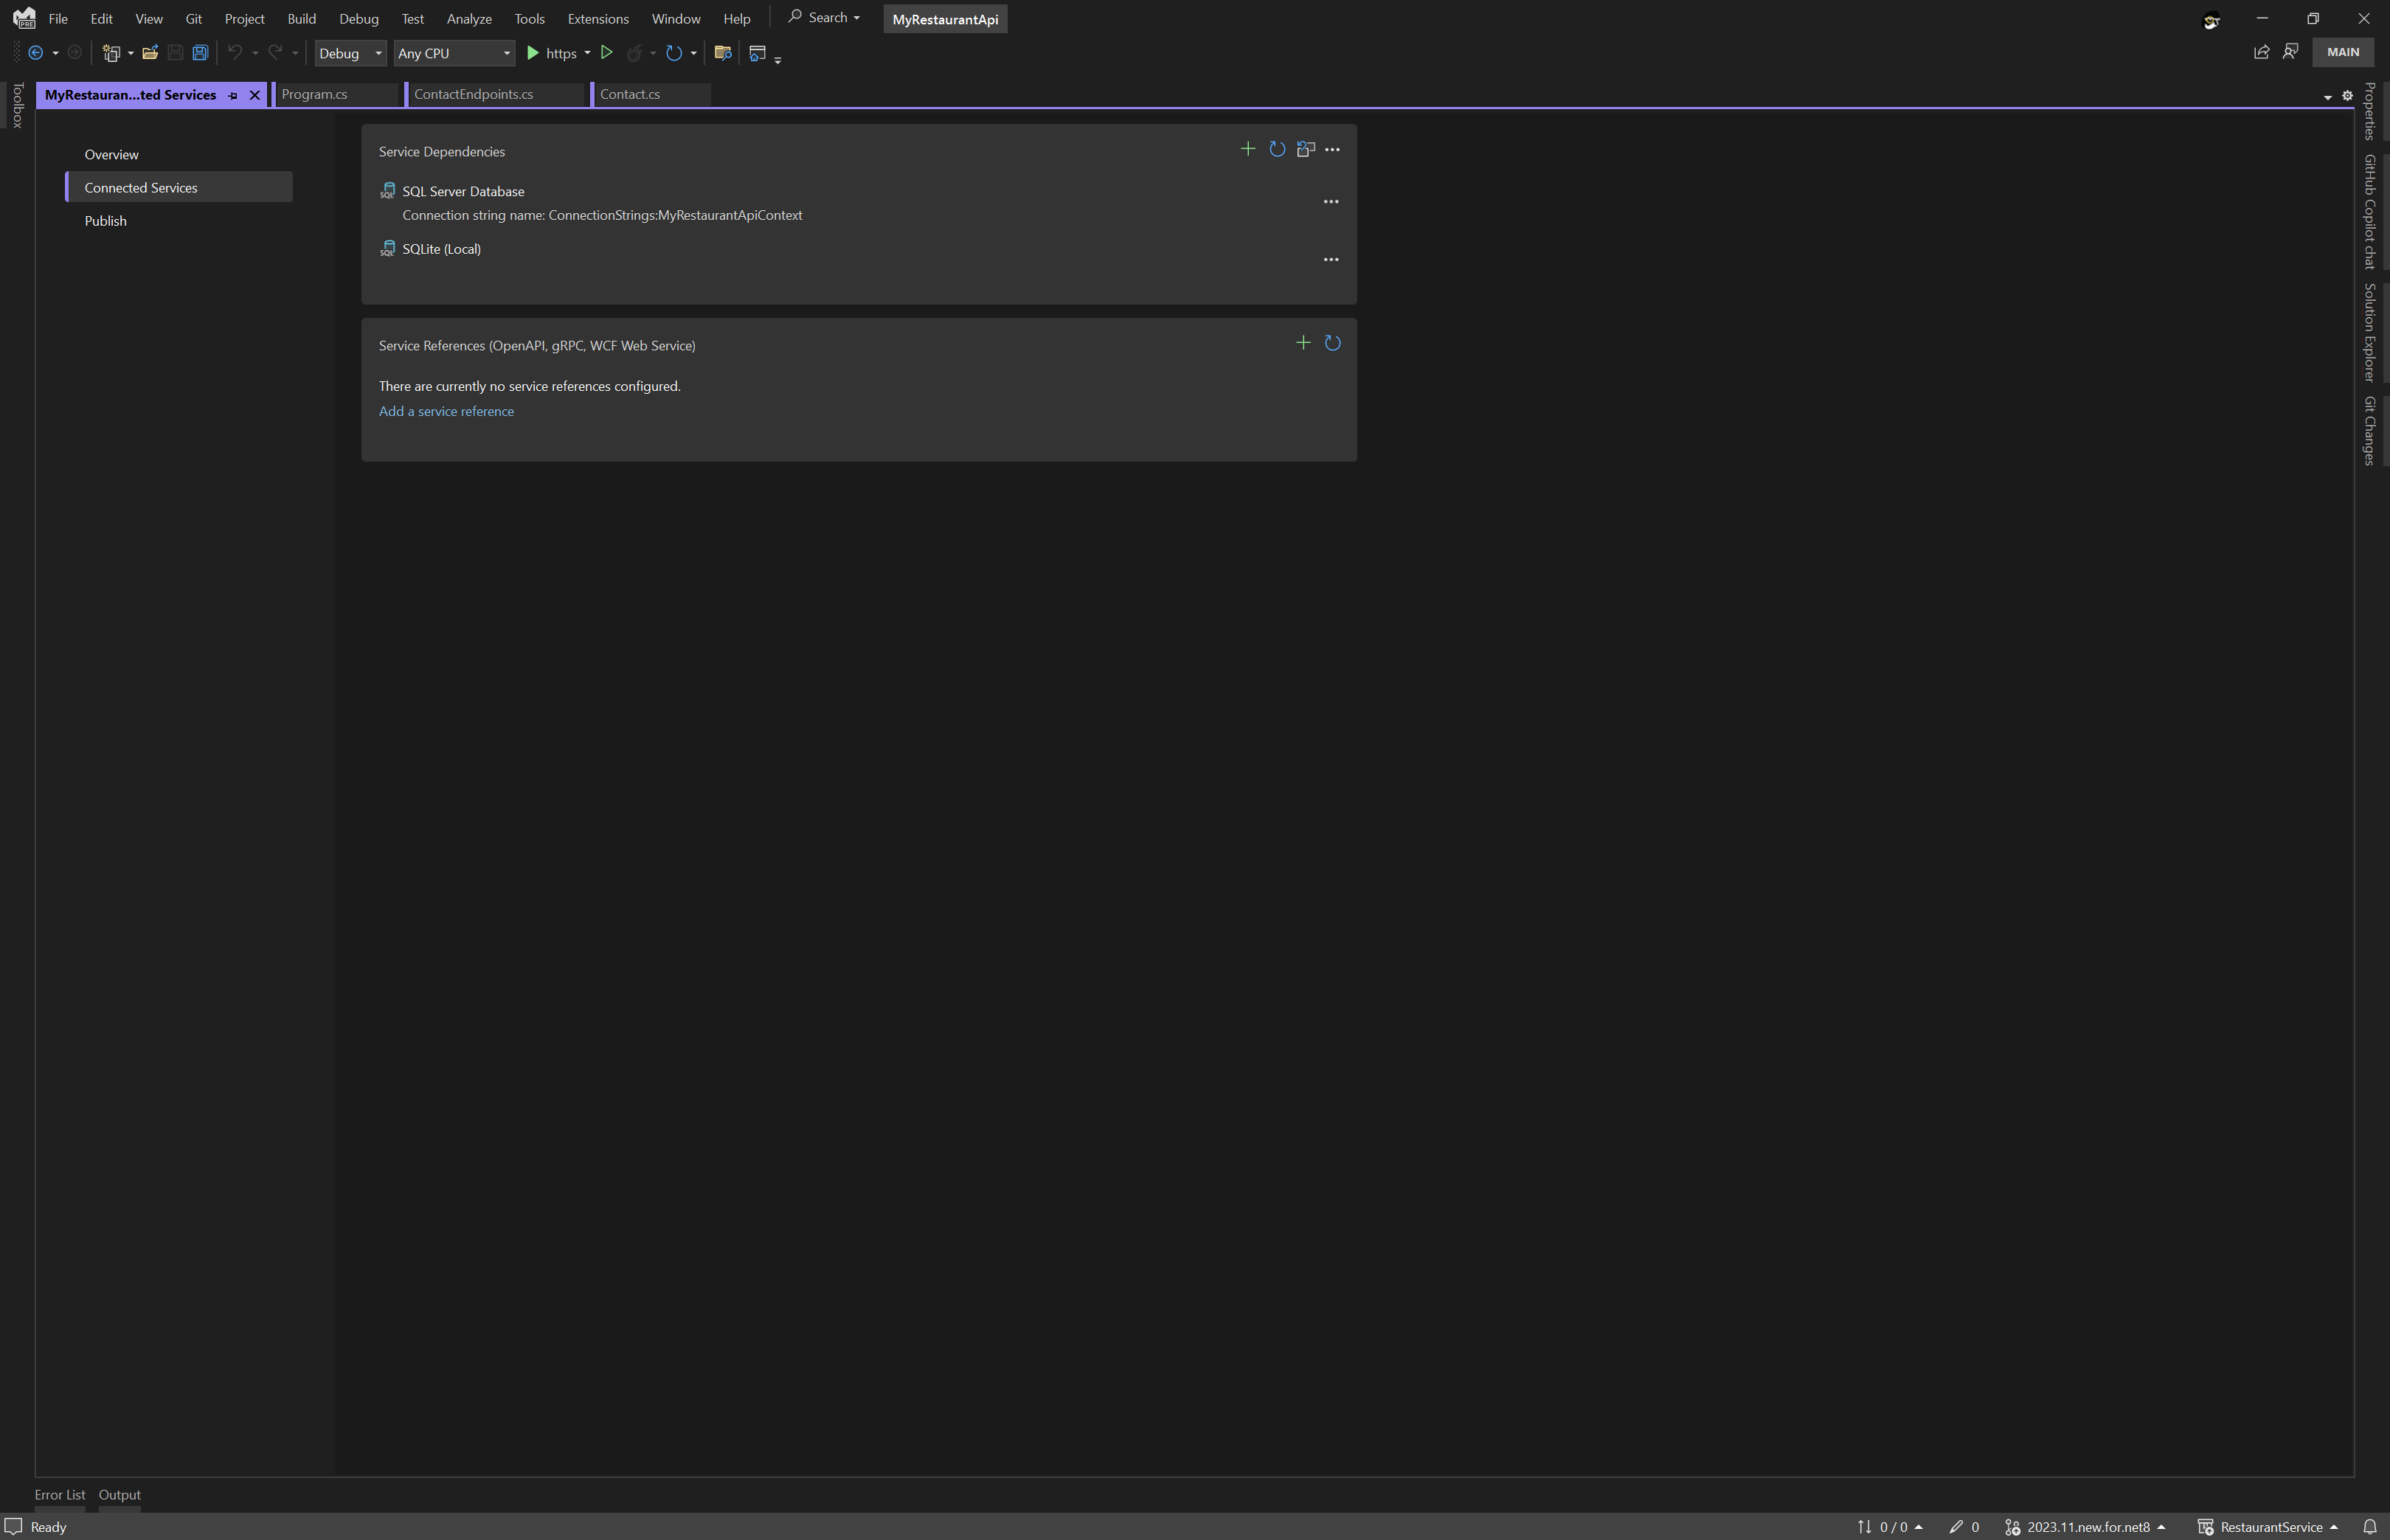 File Edit View Git Project Build Debug Test Analyze Tools Extensions Window Help Search MyRestaurantApi
PRE
Debug Any CPU https MAIN
MyRestauran...ted Services Program.cs ContactEndpoints.cs Contact.cs
Toolbox
Overview
Connected Services
Publish
Service Dependencies
SQL SQL Server Database
Connection string name: ConnectionStrings:MyRestaurantApiContext
SQL SQLite (Local)
Service References (OpenAPI, gRPC, WCF Web Service)
There are currently no service references configured.
Add a service reference
Properties
GitHub Copilot chat
Solution Explorer
Git Changes
Error List Output
Ready 0 / 0 0 2023.11.new.for.net8 RestaurantService